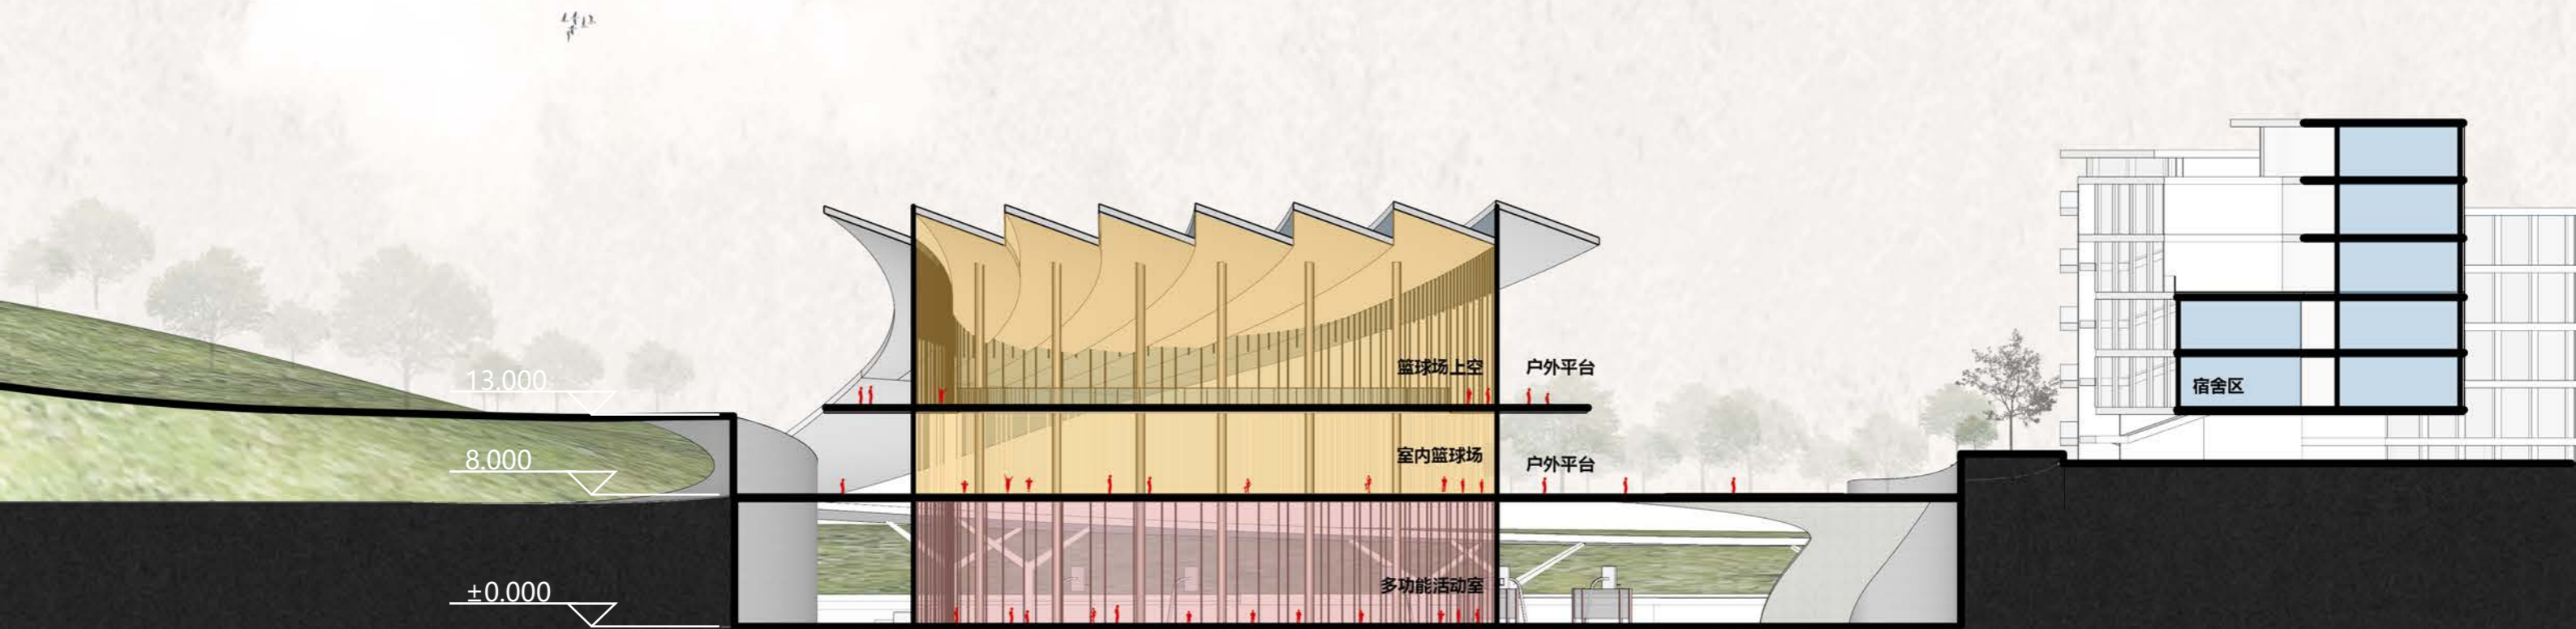 篮球场上空 户外平台
13.000
宿舍区
室内篮球场 户外平台
8.000
多功能活动室
±0.000